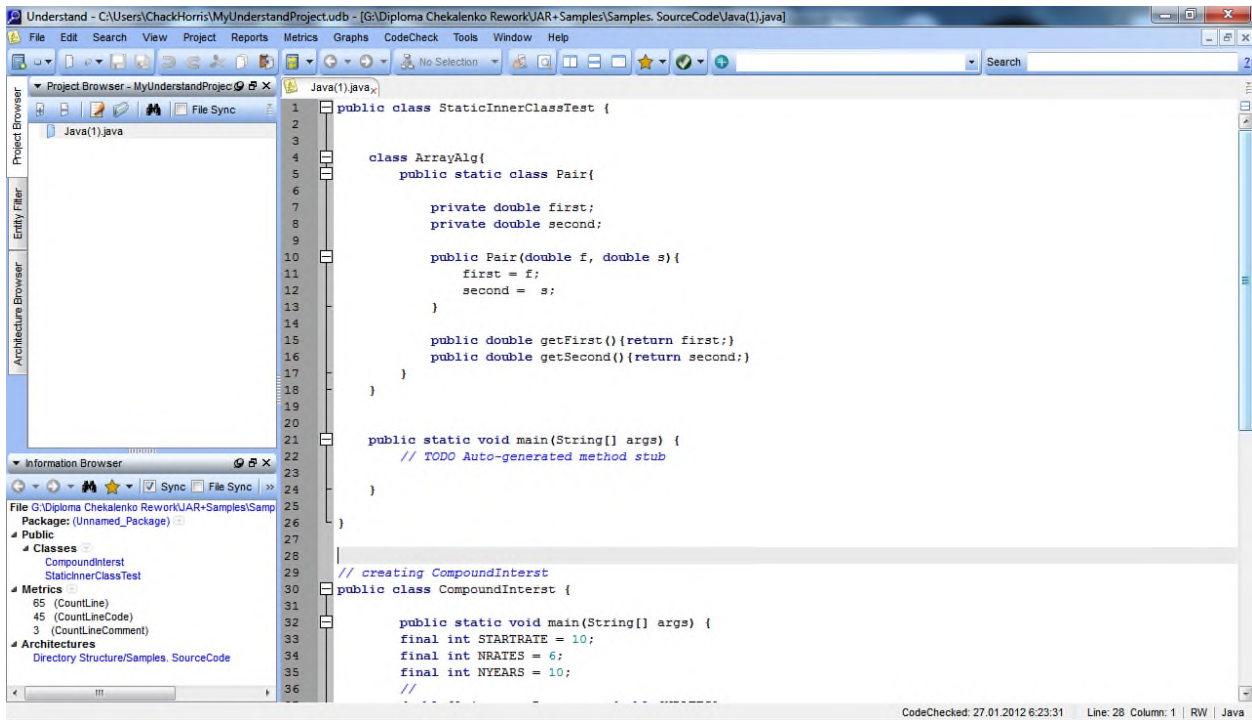 Understand - C:\Users\ChackHorris\MyUnderstandProject.udb - [G:\Diploma Chekalenko Rework\JAR+Samples\Samples. SourceCode\Java(1).java]
File Edit Search View Project Reports Metrics Graphs CodeCheck Tools Window Help
No Selection Search 2
Project Browser - MyUnderstandProjec
File Sync
Java(1).java
Project Browser
Entity Filter
Architecture Browser
Java(1).java
1 public class StaticInnerClassTest {
2
3
4 class ArrayAlg{
5 public static class Pair{
6
7 private double first;
8 private double second;
9
10 public Pair(double f, double s){
11 first = f;
12 second =  s;
13 }
14
15 public double getFirst(){return first;}
16 public double getSecond(){return second;}
17 }
18 }
19
20
21 public static void main(String[] args) {
22 // TODO Auto-generated method stub
23
24 }
25
26 }
27
28
29 // creating CompoundInterst
30 public class CompoundInterst {
31
32 public static void main(String[] args) {
33 final int STARTRATE = 10;
34 final int NRATES = 6;
35 final int NYEARS = 10;
36 //
Information Browser
Sync File Sync »
File G:\Diploma Chekalenko Rework\JAR+Samples\Samp
Package: (Unnamed_Package)
Public
Classes
CompoundInterst
StaticInnerClassTest
Metrics
65 (CountLine)
45 (CountLineCode)
3 (CountLineComment)
Architectures
Directory Structure/Samples. SourceCode
CodeChecked: 27.01.2012 6:23:31 Line: 28 Column: 1 RW Java